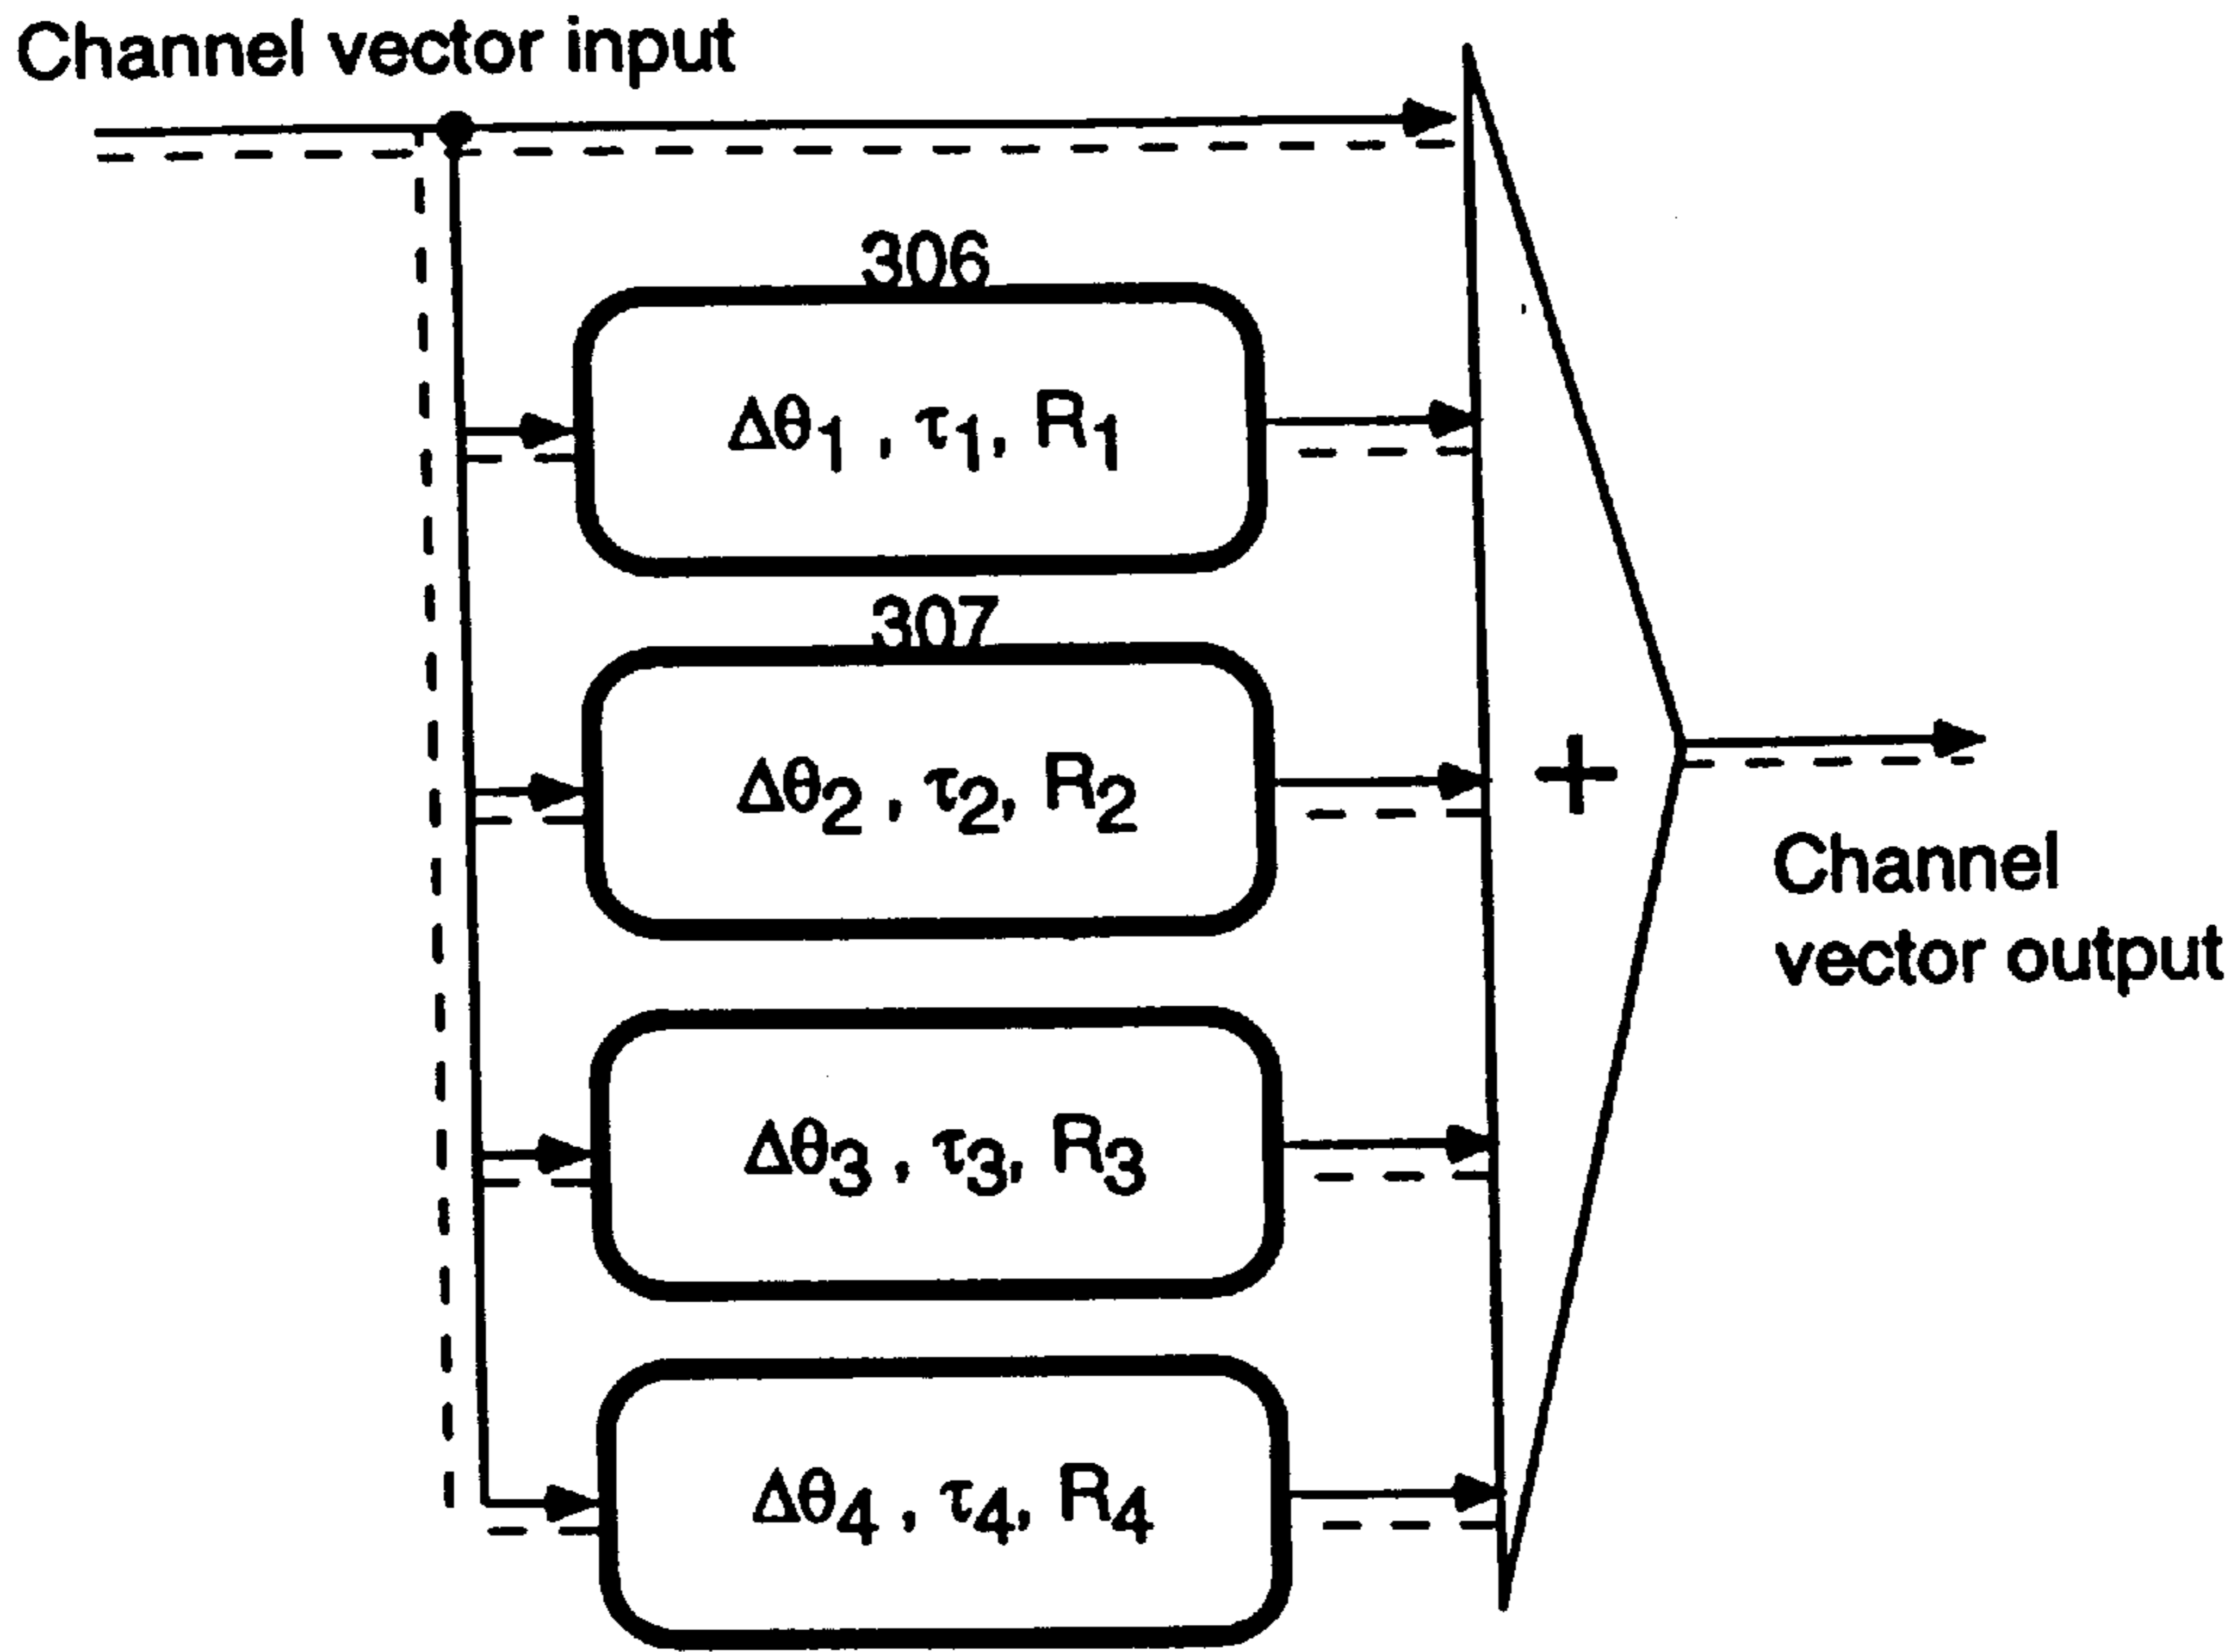 Channel vector input
306
Δθ1 , τ1, R1
307
Δθ2 , τ2, R2
+
Channel
vector output
Δθ3 , τ3, R3
Δθ4 , τ4, R4